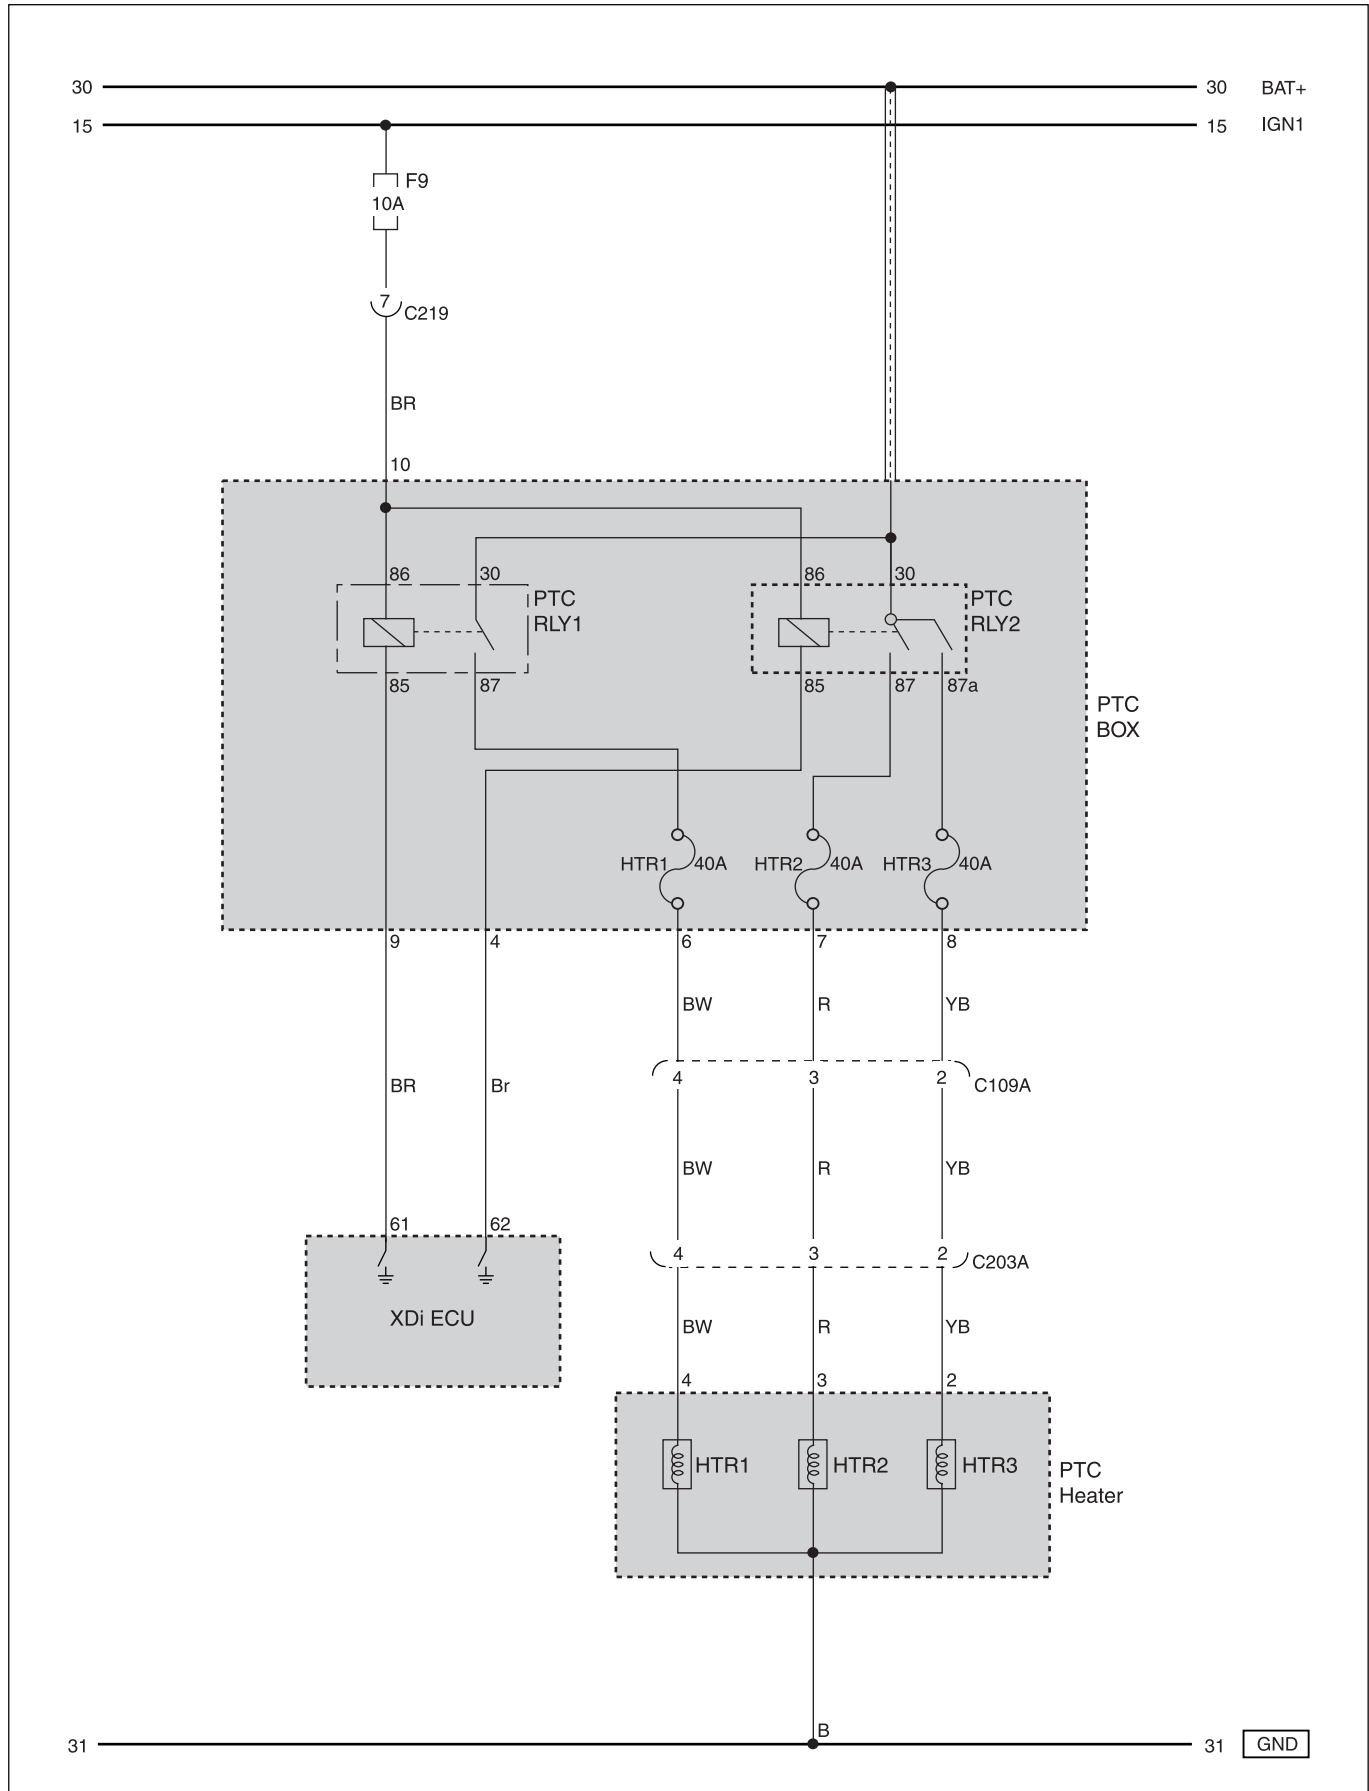 30 30 BAT+
15 15 IGN1
F9
10A
7
C219
BR
10
86 30 86 30
PTC
RLY1
PTC
RLY2
85 87 85 87 87a
PTC
BOX
HTR1 40A HTR2 40A HTR3 40A
9 4 6 7 8
BW R YB
4 3 2
C109A
BR Br
BW R YB
61 62
4 3 2
C203A
XDi ECU
BW R YB
4 3 2
HTR1 HTR2 HTR3
PTC
Heater
B
31 31 GND